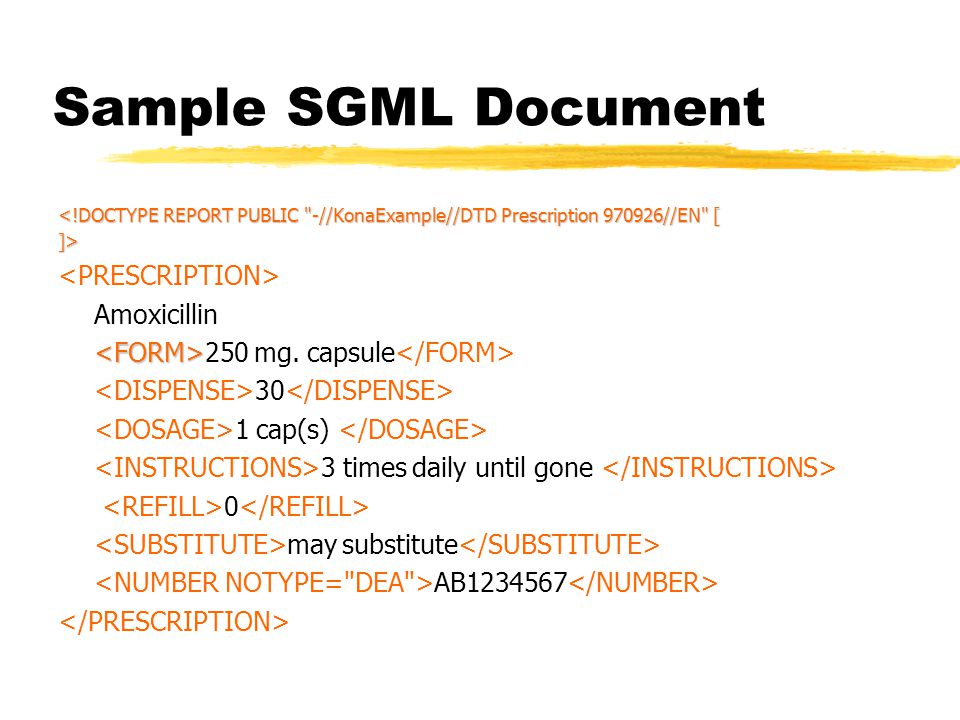 Sample SGML Document
<!DOCTYPE REPORT PUBLIC "-//KonaExample//DTD Prescription 970926//EN" [
]>
<PRESCRIPTION>
Amoxicillin
<FORM>250 mg. capsule</FORM>
<DISPENSE>30</DISPENSE>
<DOSAGE>1 cap(s) </DOSAGE>
<INSTRUCTIONS>3 times daily until gone </INSTRUCTIONS>
<REFILL>0</REFILL>
<SUBSTITUTE>may substitute</SUBSTITUTE>
<NUMBER NOTYPE="DEA">AB1234567</NUMBER>
</PRESCRIPTION>